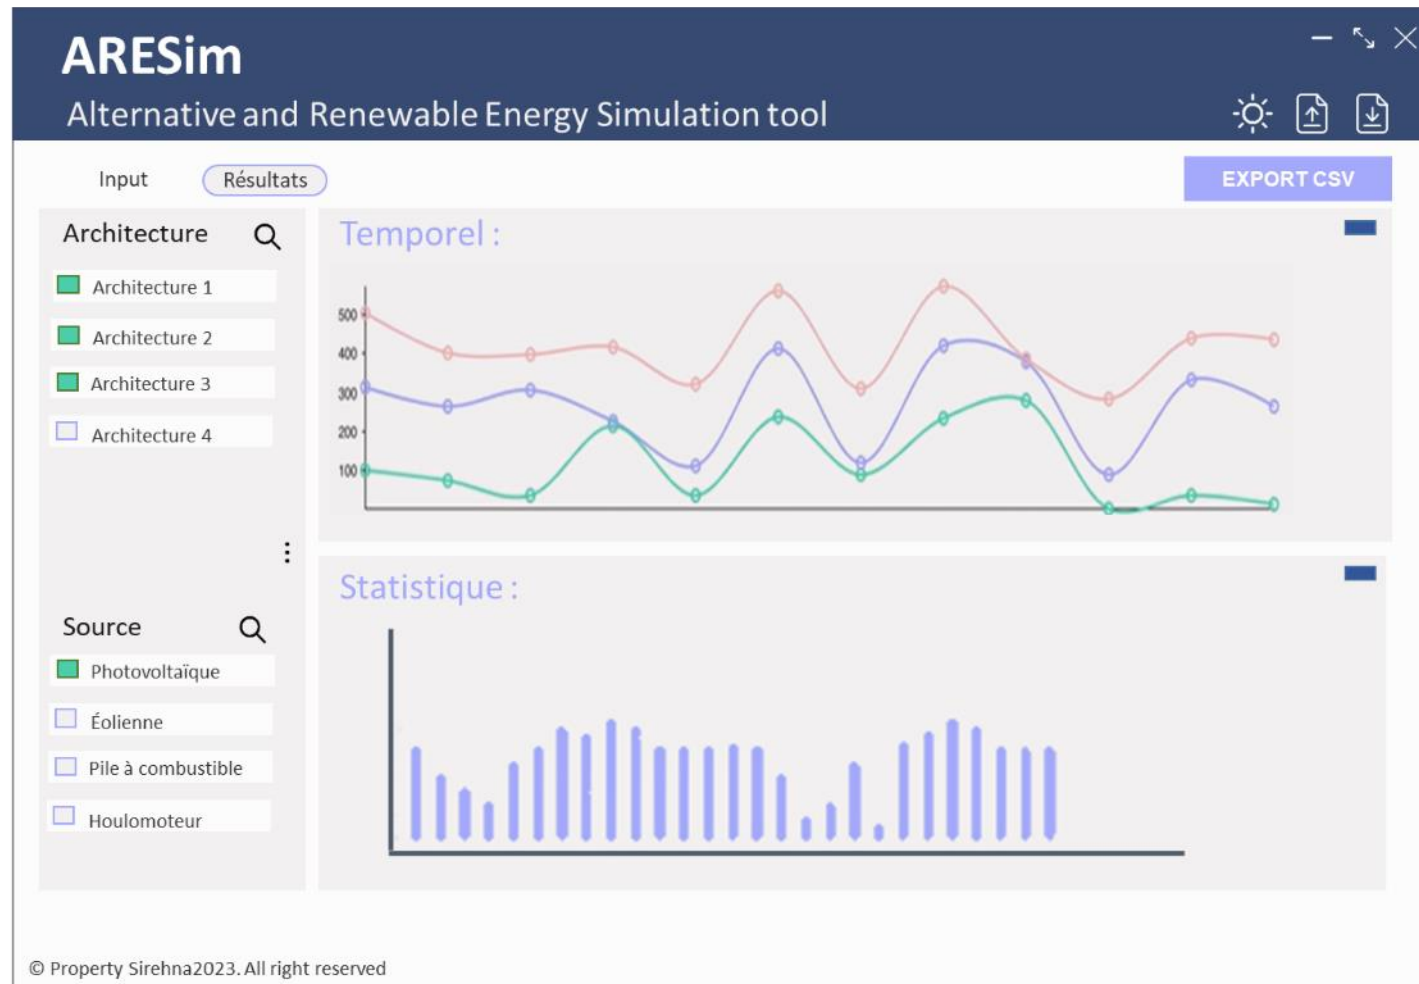 ARESim
Alternative and Renewable Energy Simulation tool
Input
Résultats
EXPORT CSV
Architecture
Architecture 1
Architecture 2
Architecture 3
Architecture 4
Source
Photovoltaïque
Éolienne
Pile à combustible
Houlomoteur
Temporel :
500
400
300
200
100
Statistique :
© Property Sirehna2023. All right reserved